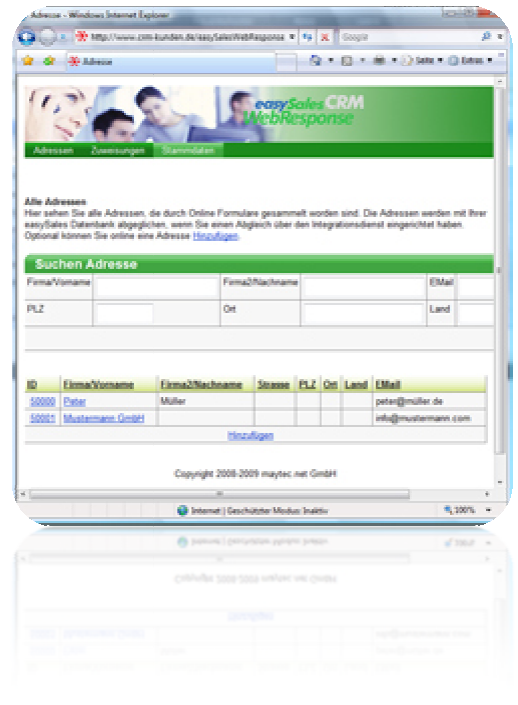 Adresse - Windows Internet Explorer
http://www.crm-kunden.de/easySalesWebResponse
Google
Adresse
Seite
Extras
easySales CRM
WebResponse
Adressen Zuweisungen Stammdaten
Alle Adressen
Hier sehen Sie alle Adressen, die durch Online Formulare gesammelt worden sind. Die Adressen werden mit Ihrer
easySales Datenbank abgeglichen, wenn Sie einen Abgleich über den Integrationsdienst eingerichtet haben.
Optional können Sie online eine Adresse Hinzufügen.
Suchen Adresse
Firma/Vorname Firma2/Nachname EMail
PLZ Ort Land
ID Firma/Vorname Firma2/Nachname Strasse PLZ Ort Land EMail
50000 Peter Müller peter@müller.de
50001 Mustermann GmbH info@mustermann.com
Hinzufügen
Copyright 2008-2009 maytec.net GmbH
Internet | Geschützter Modus: Inaktiv
100%